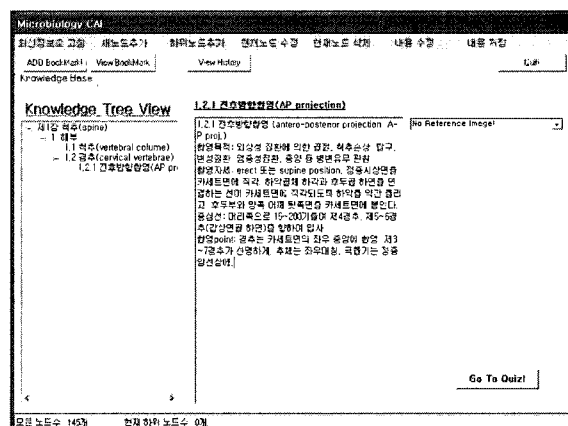 Microbiology CAI
최신정보로 고침 새노드추가 하위노드추가 현재노드 수정 현재노드 삭제 내용 수정 내용 저장
ADD BookMark! View BookMark View History Quit!
Knowledge Base
Knowledge Tree View
제1장 척추(spine)
1 해부
1.1 척추(vertebral columne)
1.2 경추(cervical vertebrae)
1.2.1 전후방향촬영(AP pr
1.2.1 전후방향촬영(AP projection)
1.2.1 전후방향촬영 (antero-posterior projection A-
P proj.)
촬영목적: 외상성 질환에 의한 골절, 척추손상 탈구,
변성질환 염증성질환, 종양 등 병변유무 관찰
촬영자세: erect 또는 supine position, 정중시상면을
카세트면에 직각, 하악골체 하각과 후두골 하연을 연
결하는 선이 카세트면에 직각되도록 하악을 약간 올리
고 후두부와 양쪽 어깨 뒷쪽면을 카세트면에 붙인다.
중심선: 머리쪽으로 15~20기울여 제4경추, 제5~6경
추(갑상연골 하연)을 향하여 입사
촬영point: 경추는 카세트면의 좌우 중앙에 촬영 제3
~7경추가 선명하게, 추체는 좌우대칭, 극돌기는 정중
앙선상에.
No Reference Image!
Go To Quiz!
모든 노드수 145개 현재 하위 노드수 0개